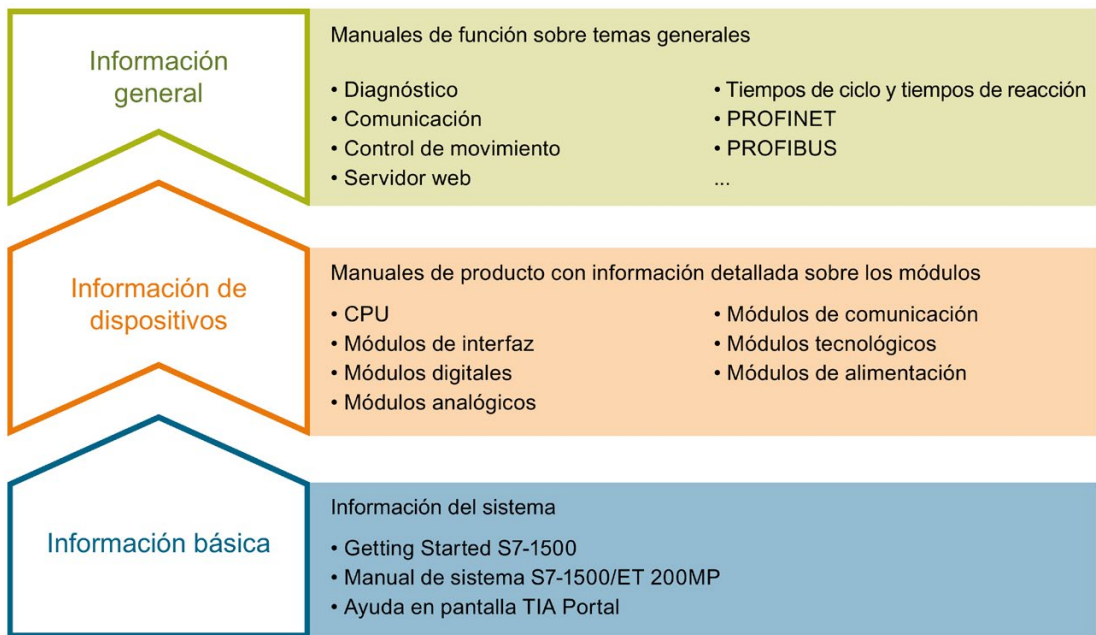 Información
general
Manuales de función sobre temas generales
• Diagnóstico
• Comunicación
• Control de movimiento
• Servidor web
• Tiempos de ciclo y tiempos de reacción
• PROFINET
• PROFIBUS
...
Información de
dispositivos
Manuales de producto con información detallada sobre los módulos
• CPU
• Módulos de interfaz
• Módulos digitales
• Módulos analógicos
• Módulos de comunicación
• Módulos tecnológicos
• Módulos de alimentación
Información básica
Información del sistema
• Getting Started S7-1500
• Manual de sistema S7-1500/ET 200MP
• Ayuda en pantalla TIA Portal